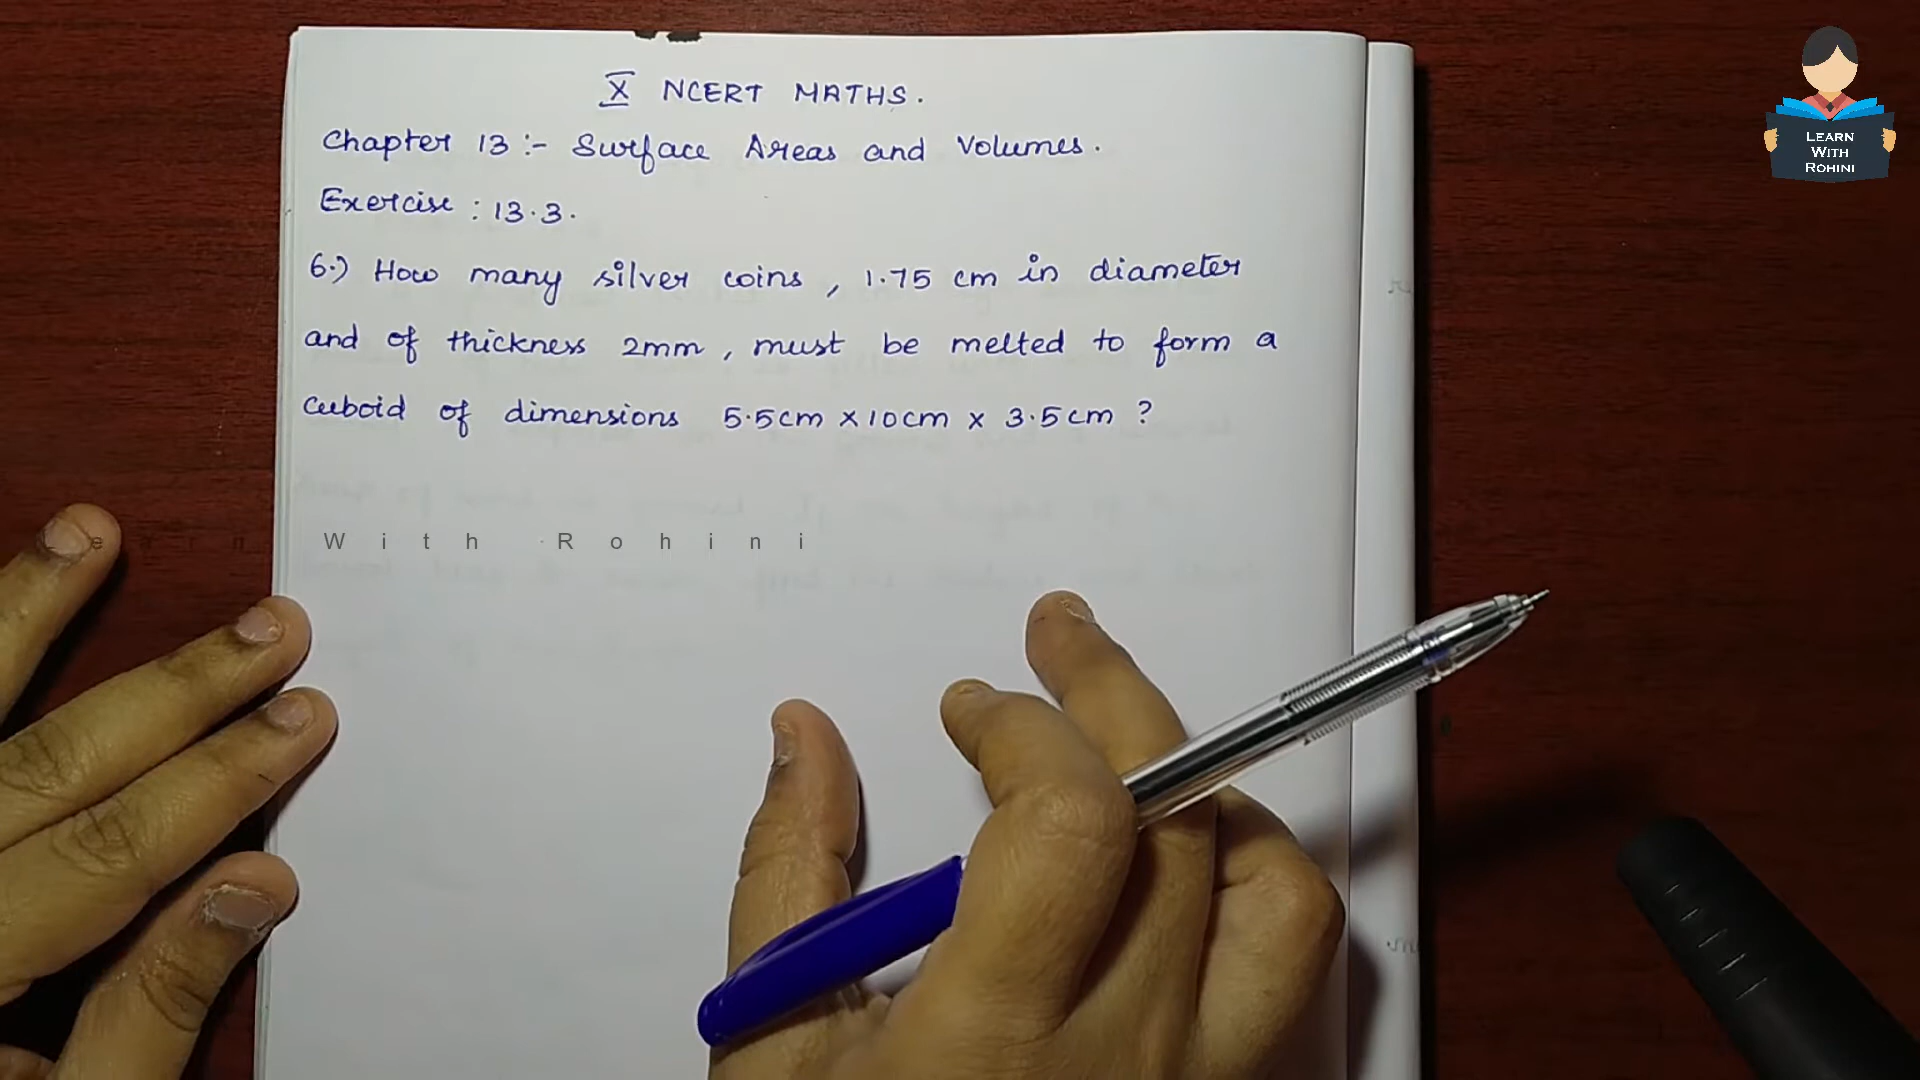 X NCERT MATHS.
Chapter 13 :- Surface Areas and Volumes.
Exercise : 13.3.
6.) How many silver coins , 1.75 cm in diameter
and of thickness 2mm , must be melted to form a
cuboid of dimensions 5.5cm x 10cm x 3.5cm ?
earn With Rohini
LEARN
WITH
ROHINI